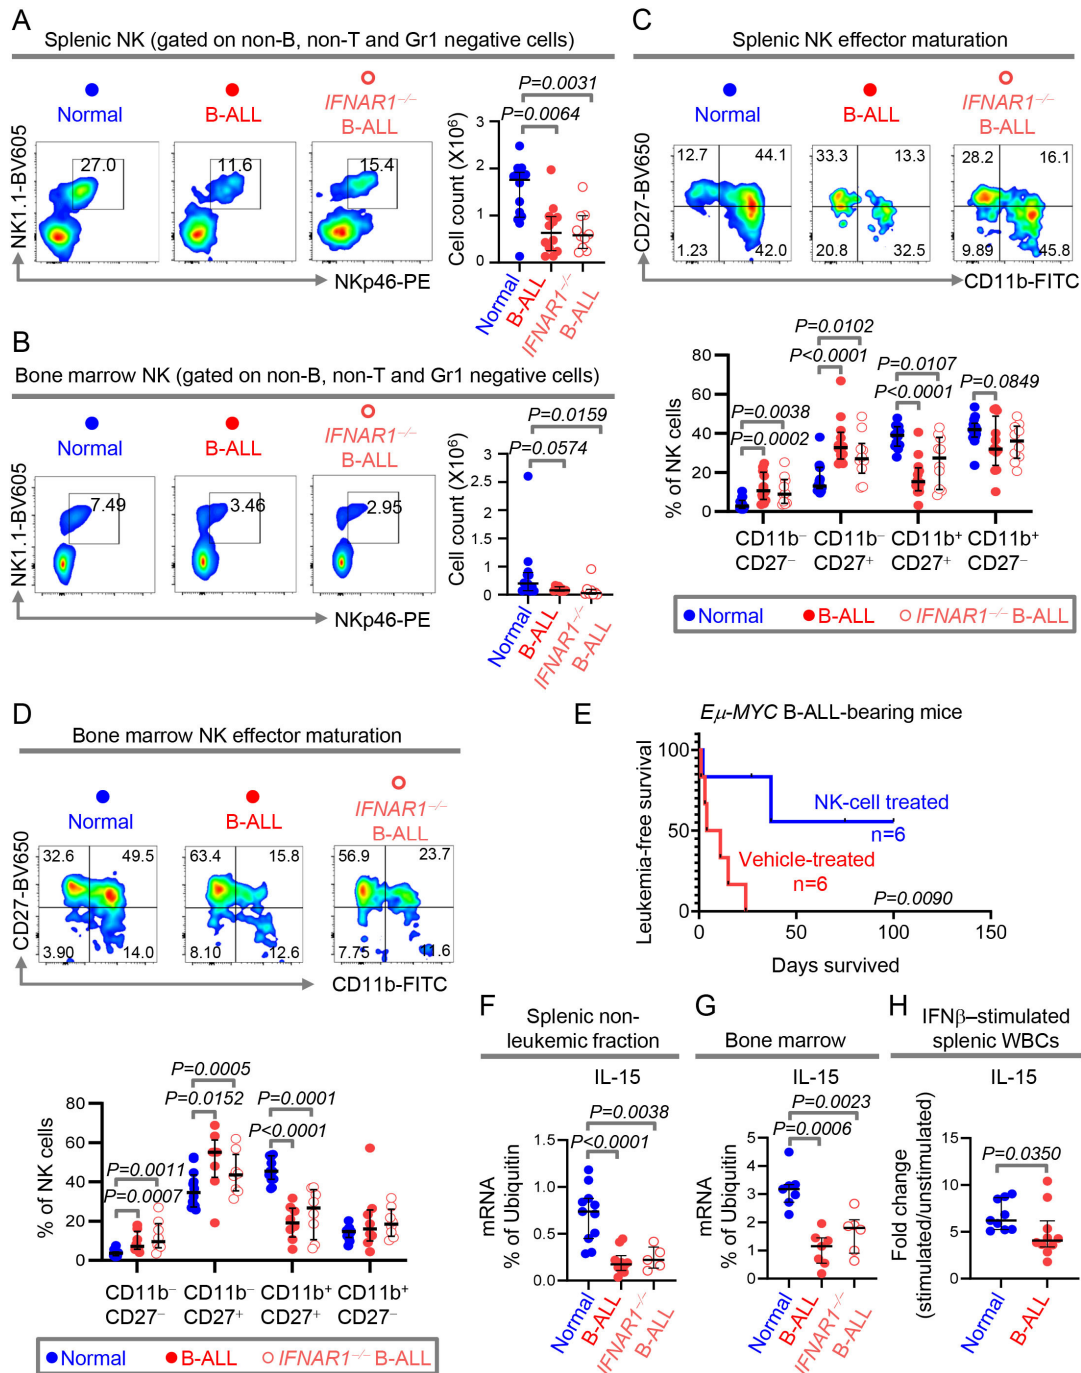 A
Splenic NK (gated on non-B, non-T and Gr1 negative cells)
Normal
B-ALL
IFNAR1–/–
B-ALL
NK1.1-BV605
27.0
11.6
15.4
NKp46-PE
P=0.0031
P=0.0064
Cell count (X10⁶)
3
2
1
0
Normal
B-ALL
IFNAR1–/–
B-ALL
B
Bone marrow NK (gated on non-B, non-T and Gr1 negative cells)
Normal
B-ALL
IFNAR1–/–
B-ALL
NK1.1-BV605
7.49
3.46
2.95
NKp46-PE
P=0.0159
P=0.0574
Cell count (X10⁶)
3
2
1.5
1
0
Normal
B-ALL
IFNAR1–/–
B-ALL
C
Splenic NK effector maturation
Normal
B-ALL
IFNAR1–/–
B-ALL
CD27-BV650
12.7 44.1
1.23 42.0
33.3 13.3
20.8 32.5
28.2 16.1
9.89 45.8
CD11b-FITC
P=0.0102
P<0.0001
P=0.0107
P<0.0001
P=0.0849
P=0.0038
P=0.0002
% of NK cells
80
60
40
20
0
CD11b– CD11b– CD11b+ CD11b+
CD27– CD27+ CD27+ CD27–
Normal B-ALL IFNAR1–/– B-ALL
D
Bone marrow NK effector maturation
Normal
B-ALL
IFNAR1–/–
B-ALL
CD27-BV650
32.6 49.5
3.90 14.0
63.4 15.8
8.10 12.6
56.9 23.7
7.75 11.6
CD11b-FITC
P=0.0005
P=0.0152
P=0.0001
P<0.0001
P=0.0011
P=0.0007
% of NK cells
80
60
40
20
0
CD11b– CD11b– CD11b+ CD11b+
CD27– CD27+ CD27+ CD27–
Normal B-ALL IFNAR1–/– B-ALL
E
Eμ-MYC B-ALL-bearing mice
Leukemia-free survival
100
50
0
NK-cell treated
n=6
Vehicle-treated
n=6
P=0.0090
0 50 100 150
Days survived
F
Splenic non-
leukemic fraction
IL-15
P=0.0038
P<0.0001
mRNA
% of Ubiquitin
1.5
1.0
0.5
0.0
Normal
B-ALL
IFNAR1–/–
B-ALL
G
Bone marrow
IL-15
P=0.0023
P=0.0006
mRNA
% of Ubiquitin
5
4
3
2
1
0
Normal
B-ALL
IFNAR1–/–
B-ALL
H
IFNβ–stimulated
splenic WBCs
IL-15
P=0.0350
Fold change
(stimulated/unstimulated)
15
10
5
0
Normal
B-ALL